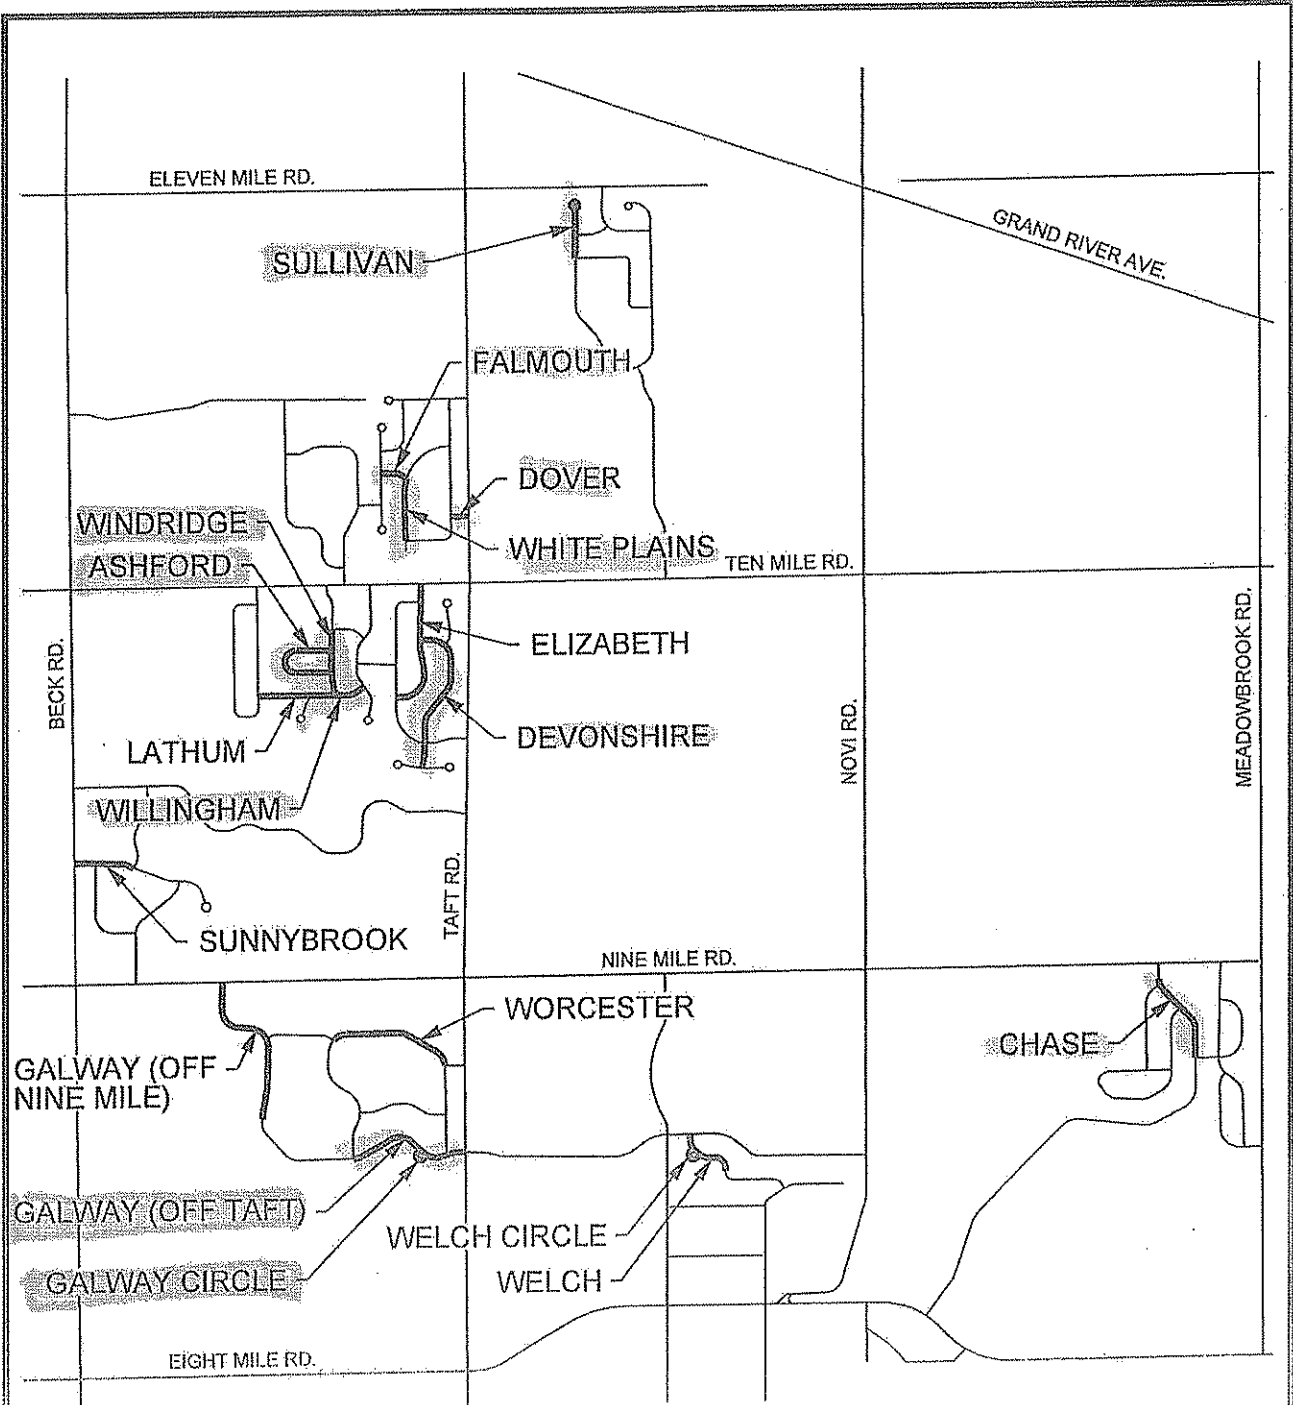 ELEVEN MILE RD.
GRAND RIVER AVE.
SULLIVAN
FALMOUTH
DOVER
WINDRIDGE
WHITE PLAINS
ASHFORD
TEN MILE RD.
ELIZABETH
BECK RD.
MEADOWBROOK RD.
NOVI RD.
LATHUM
DEVONSHIRE
WILLINGHAM
TAFT RD.
SUNNYBROOK
NINE MILE RD.
WORCESTER
CHASE
GALWAY (OFF
NINE MILE)
GALWAY (OFF TAFT)
WELCH CIRCLE
GALWAY CIRCLE
WELCH
EIGHT MILE RD.